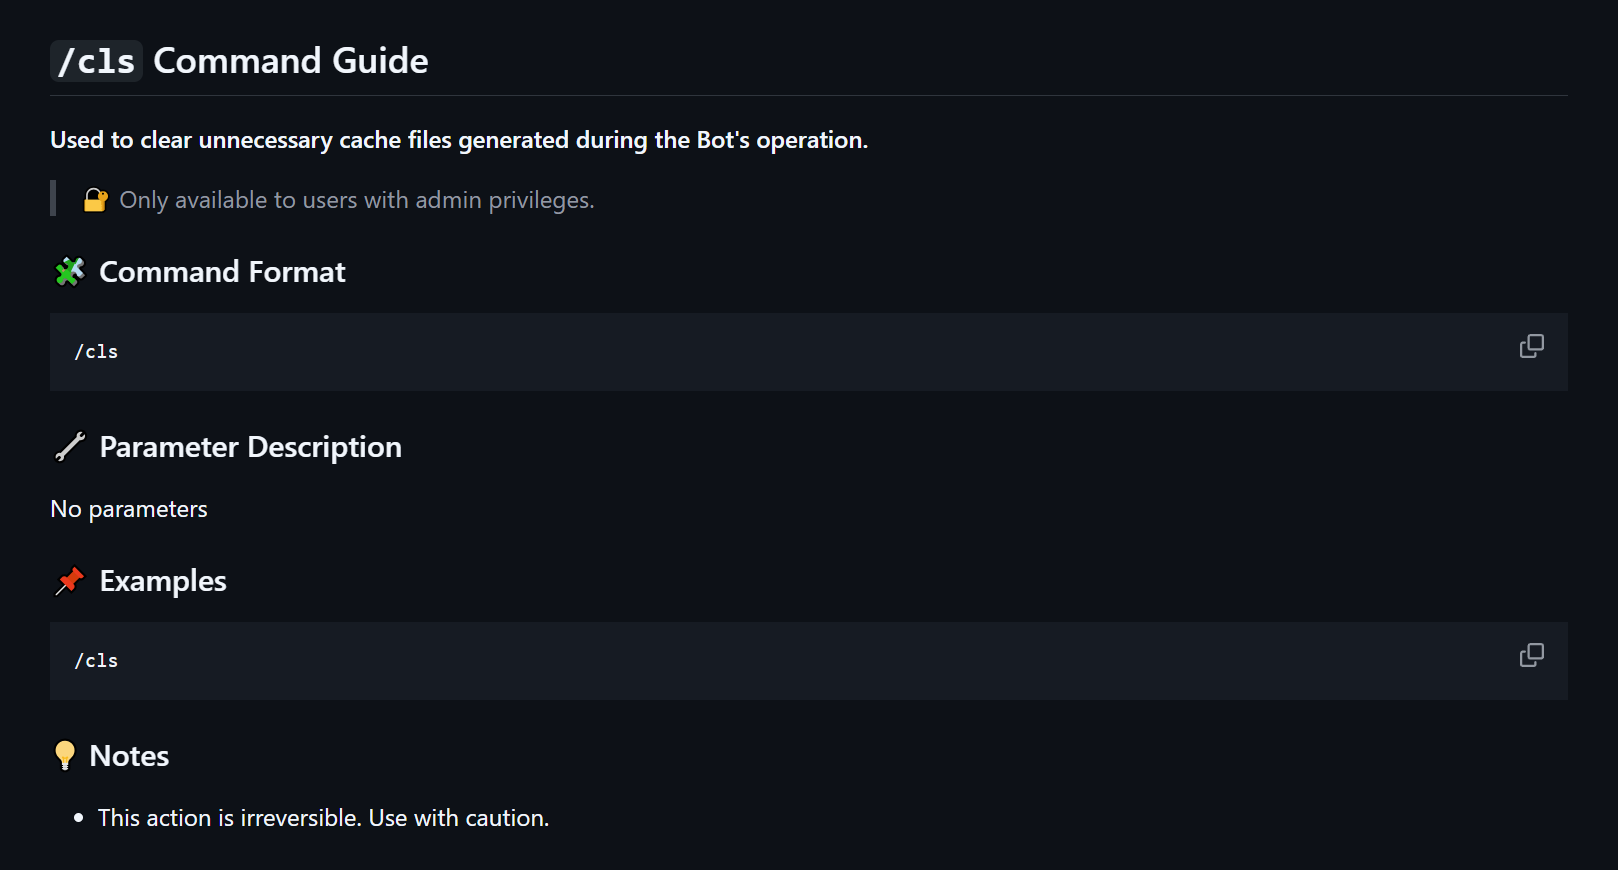 /cls Command Guide
Used to clear unnecessary cache files generated during the Bot's operation.
🔐 Only available to users with admin privileges.
🧩 Command Format
/cls
🔧 Parameter Description
No parameters
📌 Examples
/cls
💡 Notes
• This action is irreversible. Use with caution.